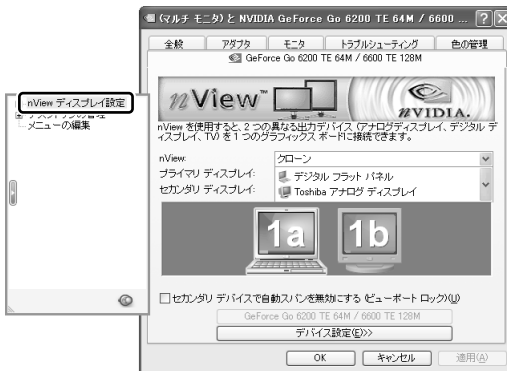 (マルチ モニタ) と NVIDIA GeForce Go 6200 TE 64M / 6600 ...
全般 アダプタ モニタ トラブルシューティング 色の管理
GeForce Go 6200 TE 64M / 6600 TE 128M
nView ディスプレイ設定
メニューの編集
nView™
NVIDIA.
nView を使用すると、2 つの異なる出力デバイス (アナログディスプレイ、デジタル デ
ィスプレイ、TV) を 1 つのグラフィックス ボードに接続できます。
nView: クローン
プライマリ ディスプレイ: デジタル フラット パネル
セカンダリ ディスプレイ: Toshiba アナログ ディスプレイ
1a 1b
セカンダリ デバイスで自動スパンを無効にする (ビューポート ロック)(U)
GeForce Go 6200 TE 64M / 6600 TE 128M
デバイス設定(E)>>
OK キャンセル 適用(A)